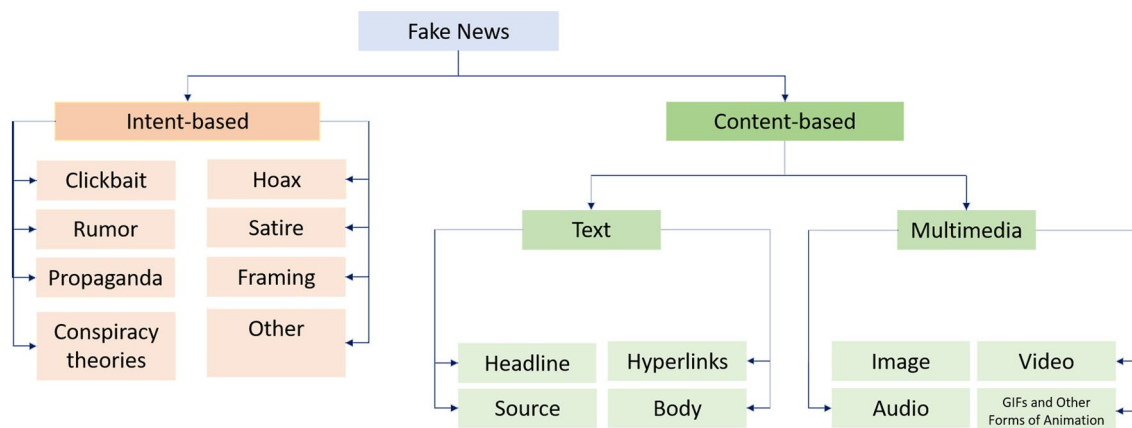 Fake News
Intent-based
Content-based
Clickbait
Hoax
Rumor
Satire
Propaganda
Framing
Conspiracy
theories
Other
Text
Multimedia
Headline
Hyperlinks
Source
Body
Image
Video
Audio
GIFs and Other
Forms of Animation